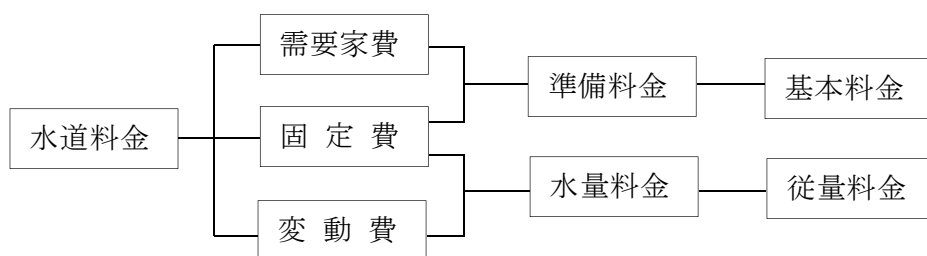 水道料金
需要家費
固定費
変動費
準備料金
水量料金
基本料金
従量料金